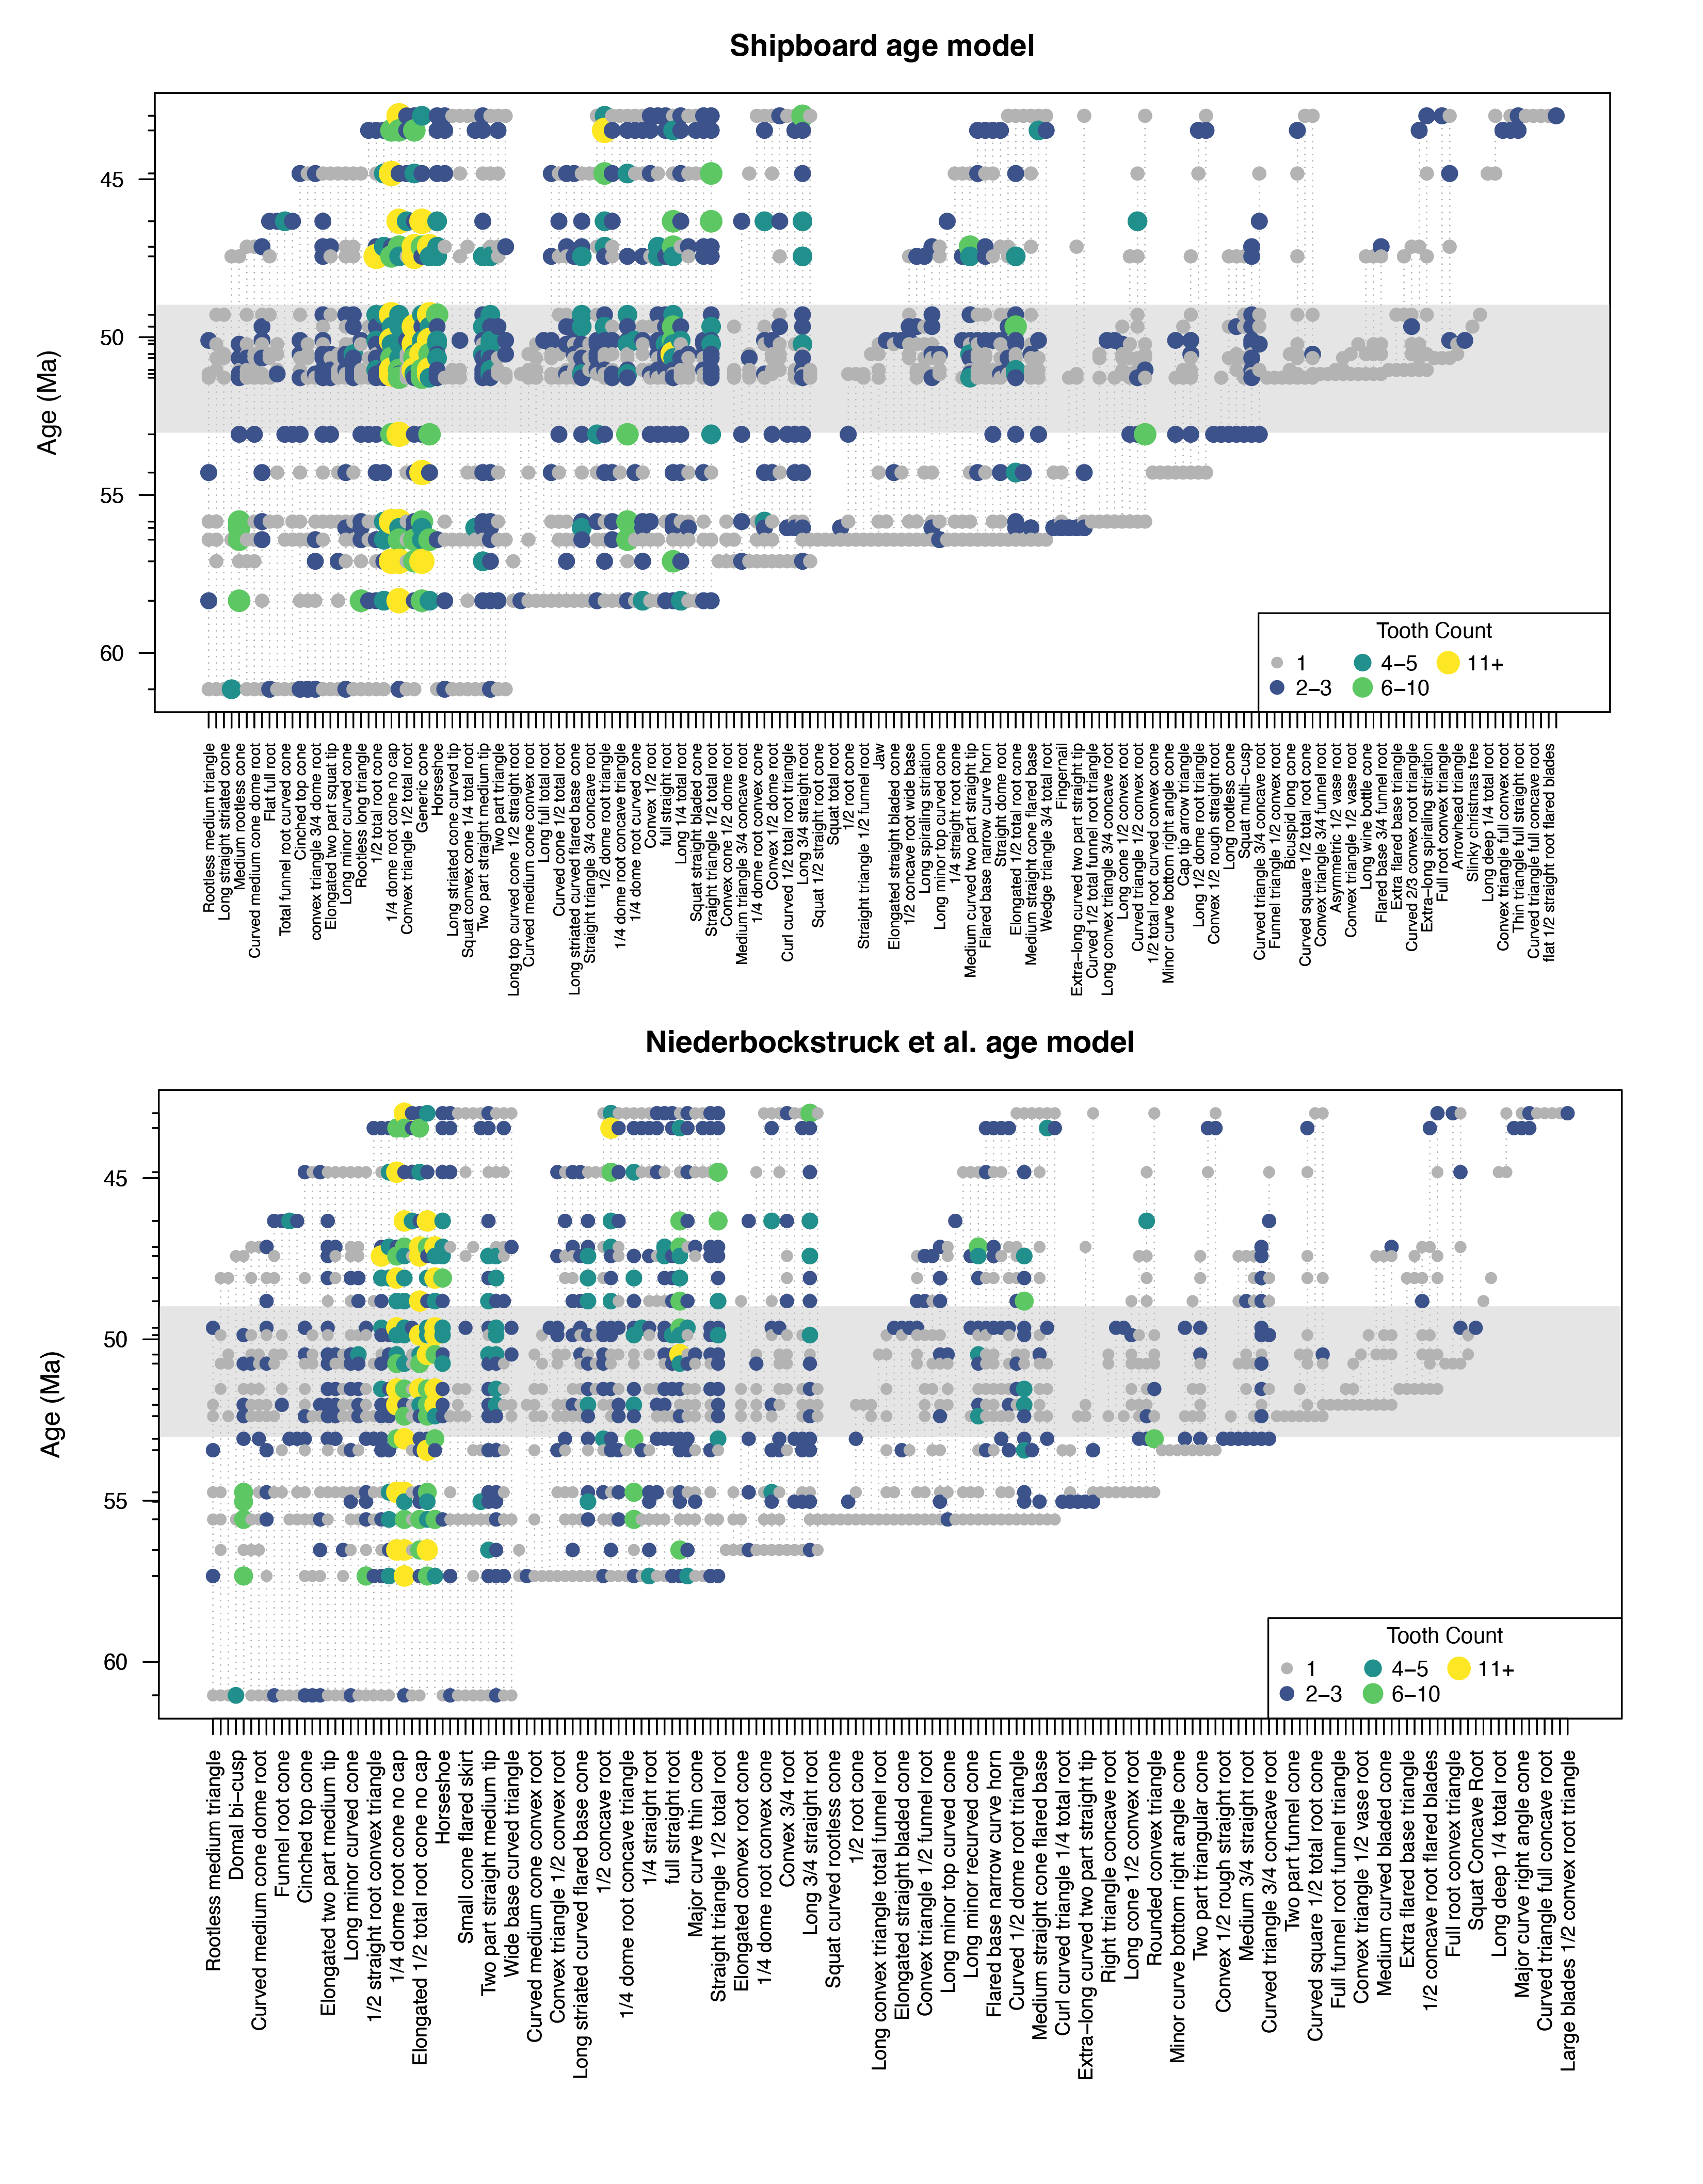 Shipboard age model
Age (Ma)
45
50
55
60
Tooth Count
1
4–5
11+
2–3
6–10
Rootless medium triangle
Long straight striated cone
Medium rootless cone
Curved medium cone dome root
Flat full root
Total funnel root curved cone
Cinched top cone
convex triangle 3/4 dome root
Elongated two part squat tip
Long minor curved cone
Rootless long triangle
1/2 total root root cone
1/4 dome root cone no cap
Convex triangle 1/2 total root
Generic cone
Horseshoe
Long striated cone curved tip
Squat convex cone 1/4 total root
Two part straight medium tip
Two part triangle
Long top curved cone 1/2 straight root
Curved medium cone convex root
Long full total root
Curved cone 1/2 total root
Long striated curved flared base cone
Straight triangle 3/4 concave root
1/2 dome root triangle
1/4 dome root concave triangle
1/4 dome root curved cone
Convex 1/2 root
full straight root
Long 1/4 total root
Squat straight bladed cone
Straight triangle 1/2 total root
Convex cone 1/2 dome root
Medium triangle 3/4 concave root
1/4 dome root convex cone
Convex 1/2 dome root
Curl curved 1/2 total root triangle
Long 3/4 straight root
Squat 1/2 straight root cone
Squat total root
1/2 root cone
Straight triangle 1/2 funnel root
Jaw
Elongated straight bladed cone
1/2 concave root wide base
Long spiraling striation
Long minor top curved cone
1/4 straight root cone
Medium curved two part straight tip
Flared base narrow curve horn
Straight dome root
Elongated 1/2 total root cone
Medium straight cone flared base
Wedge triangle 3/4 total root
Fingernail
Extra−long curved two part straight tip
Curved 1/2 total funnel root triangle
Long convex triangle 3/4 concave root
Long cone 1/2 convex root
Curved triangle 1/2 convex root
1/2 total root curved convex cone
Minor curve bottom right angle cone
Cap tip arrow triangle
Long 1/2 dome root triangle
Convex 1/2 rough straight root
Long rootless cone
Squat multi−cusp
Curved triangle 3/4 concave root
Funnel triangle 1/2 convex root
Bicuspid long cone
Curved square 1/2 total root cone
Convex triangle 3/4 funnel root
Asymmetric 1/2 vase root
Convex triangle 1/2 vase root
Long wine bottle cone
Flared base 3/4 funnel root
Extra flared base triangle
Curved 2/3 convex root triangle
Extra−long spiraling striation
Full root convex triangle
Arrowhead triangle
Slinky christmas tree
Long deep 1/4 total root
Convex triangle full convex root
Thin triangle full straight root
Curved triangle full concave root
flat 1/2 straight root flared blades
Niederbockstruck et al. age model
Age (Ma)
45
50
55
60
Tooth Count
1
4–5
11+
2–3
6–10
Rootless medium triangle
Domal bi−cusp
Curved medium cone dome root
Funnel root cone
Cinched top cone
Elongated two part medium tip
Long minor curved cone
1/2 straight root convex triangle
1/4 dome root cone no cap
Elongated 1/2 total root cone no cap
Horseshoe
Small cone flared skirt
Two part straight medium tip
Wide base curved triangle
Curved medium cone convex root
Convex triangle 1/2 convex root
Long striated curved flared base cone
1/2 concave root
1/4 dome root concave triangle
1/4 straight root
full straight root
Major curve thin cone
Straight triangle 1/2 total root
Elongated convex root cone
1/4 dome root convex cone
Convex 3/4 root
Long 3/4 straight root
Squat curved rootless cone
1/2 root cone
Long convex triangle total funnel root
Elongated straight bladed cone
Convex triangle 1/2 funnel root
Long minor top curved cone
Long minor recurved cone
Flared base narrow curve horn
Curved 1/2 dome root triangle
Medium straight cone flared base
Curl curved triangle 1/4 total root
Extra−long curved two part straight tip
Right triangle concave root
Long cone 1/2 convex root
Rounded convex triangle
Minor curve bottom right angle cone
Two part triangular cone
Convex 1/2 rough straight root
Medium 3/4 straight root
Curved triangle 3/4 concave root
Two part funnel cone
Curved square 1/2 total root cone
Full funnel root funnel triangle
Convex triangle 1/2 vase root
Medium curved bladed cone
Extra flared base triangle
1/2 concave root flared blades
Full root convex triangle
Squat Concave Root
Long deep 1/4 total root
Major curve right angle cone
Curved triangle full concave root
Large blades 1/2 convex root triangle